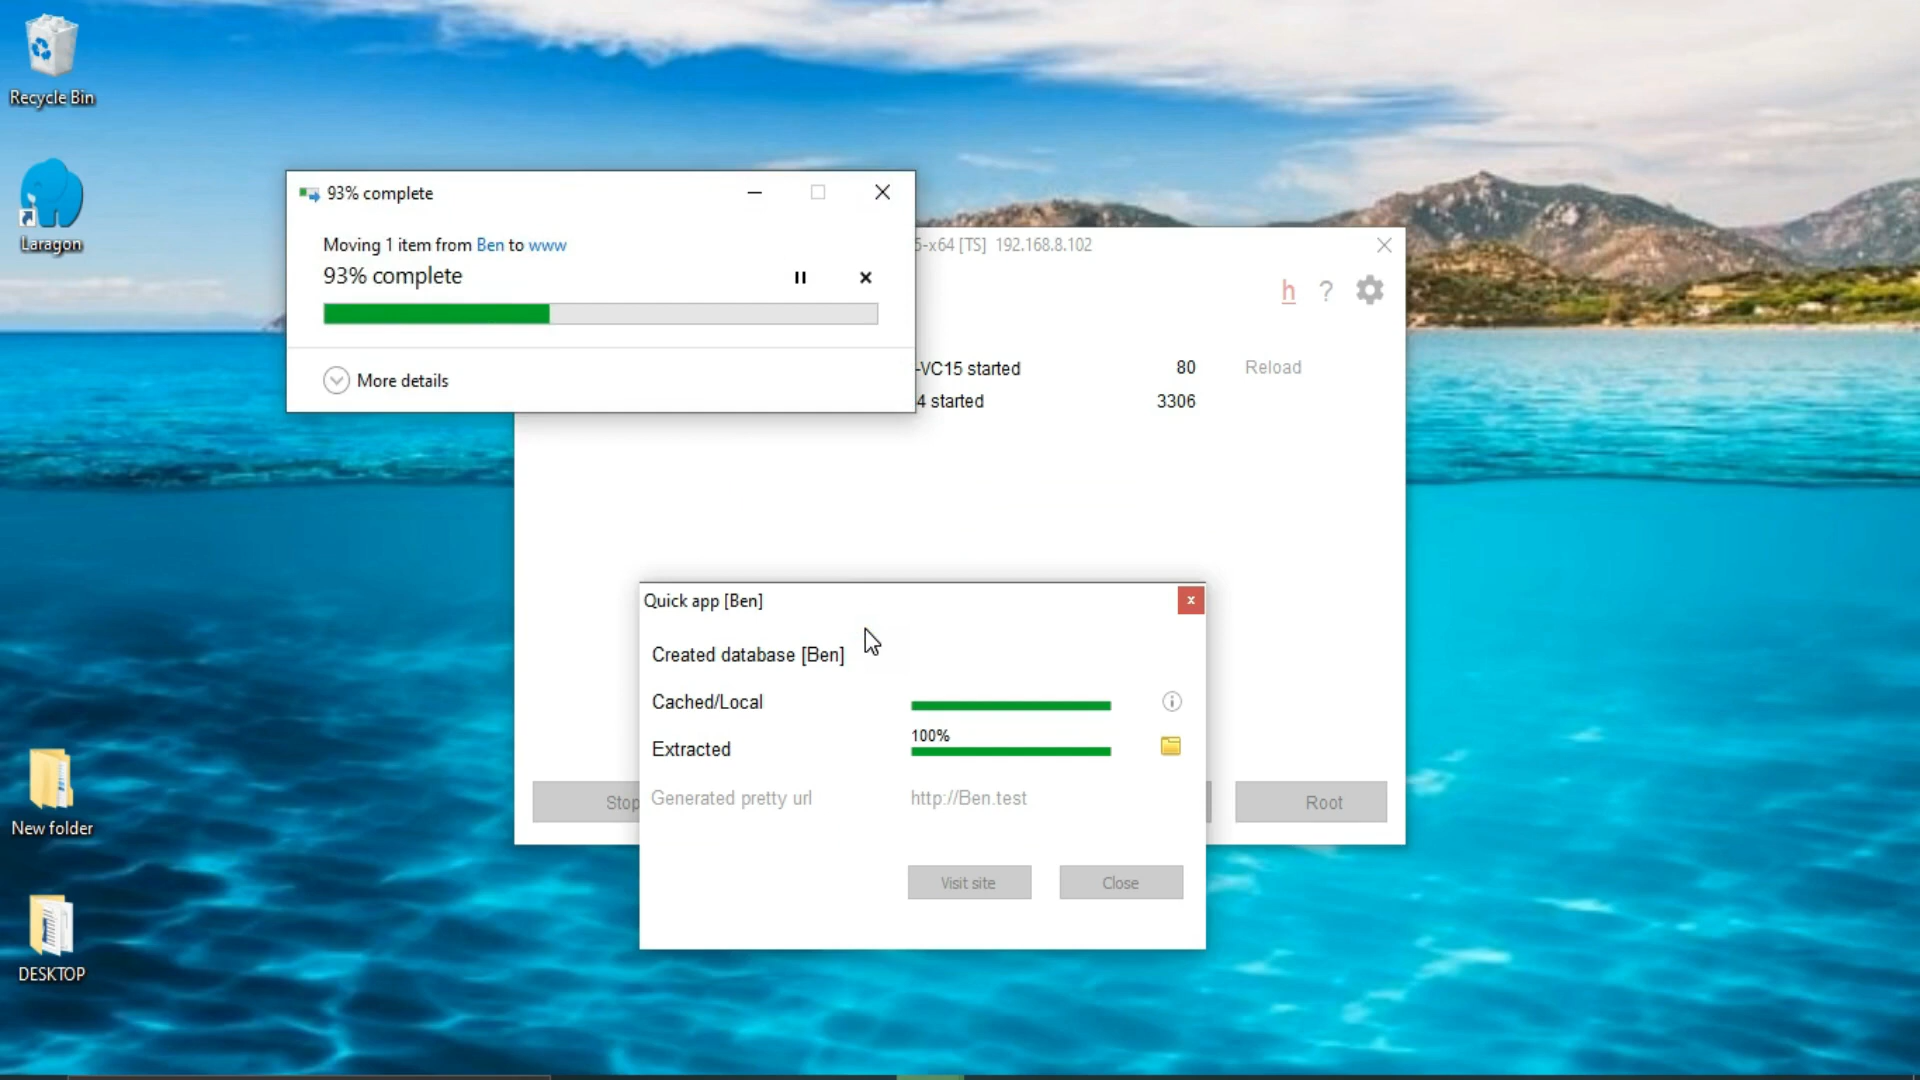 Recycle Bin
Laragon
New folder
DESKTOP
93% complete
Moving 1 item from Ben to www
93% complete
More details
5-x64 [TS] 192.168.8.102
h ?
-VC15 started 80 Reload
4 started 3306
Stop
Root
Quick app [Ben]
x
Created database [Ben]
Cached/Local
100%
Extracted
Generated pretty url http://Ben.test
Visit site Close